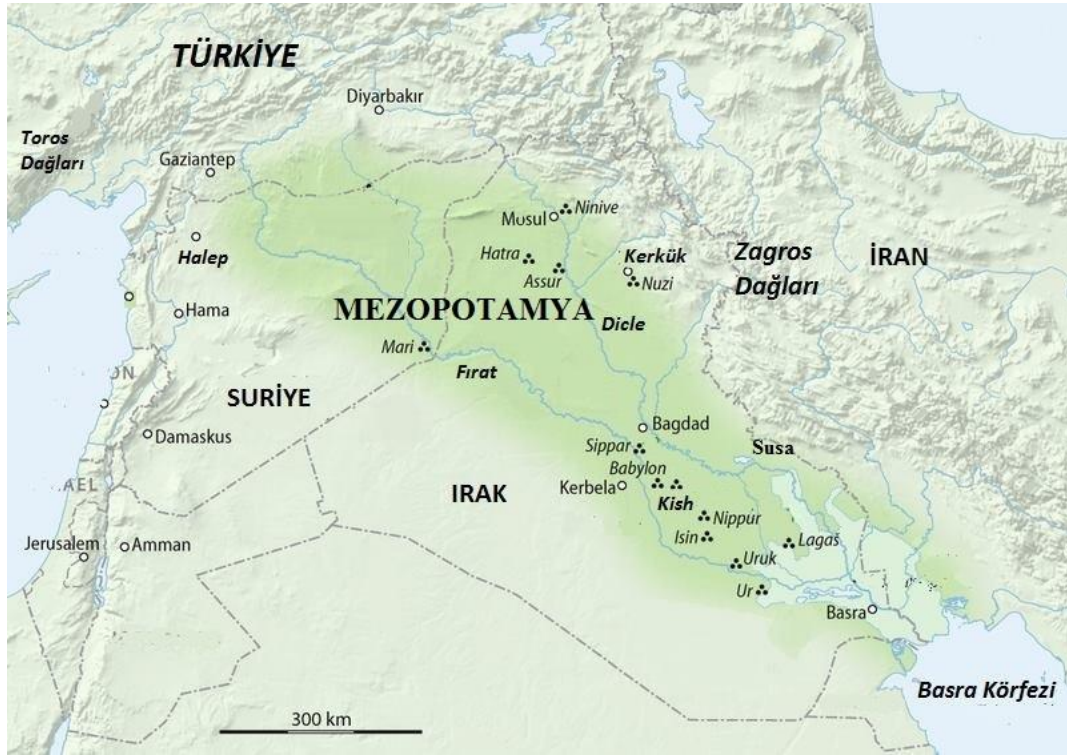 TÜRKİYE
Diyarbakır
Toros
Dağları
Gaziantep
Mosul
Ninive
Halep
Hatra
Assur
Kerkük
Nuzi
Zagros
Dağları
İRAN
MEZOPOTAMYA
Hama
Dicle
Mari
Fırat
ON
SURİYE
Damaskus
Bagdad
Sippar
Susa
Babylon
Kerbela
IRAK
Kish
AEL
Nippur
Isin
Lagaš
Jerusalem
Amman
Uruk
Ur
Basra
Basra Körfezi
300 km